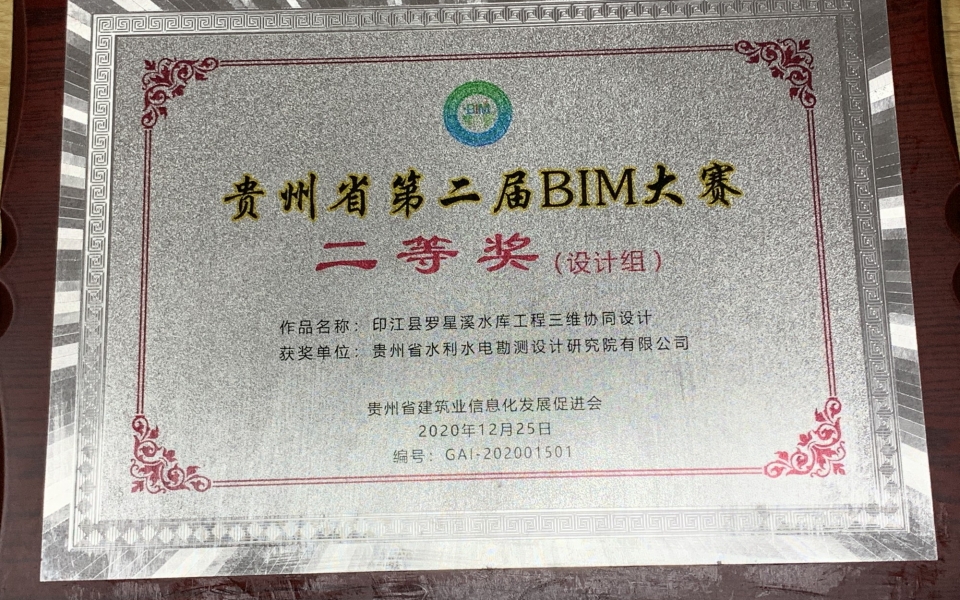 BIM
贵州省第二届BIM大赛
二等奖(设计组)
作品名称：印江县罗星溪水库工程三维协同设计
获奖单位：贵州省水利水电勘测设计研究院有限公司
贵州省建筑业信息化发展促进会
2020年12月25日
编号：GAI-202001501